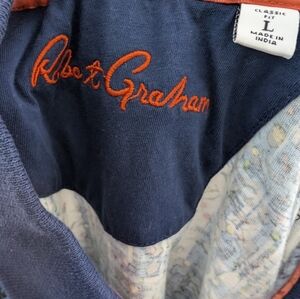 CLASSIC
FIT
L
MADE IN
INDIA
Robert Graham